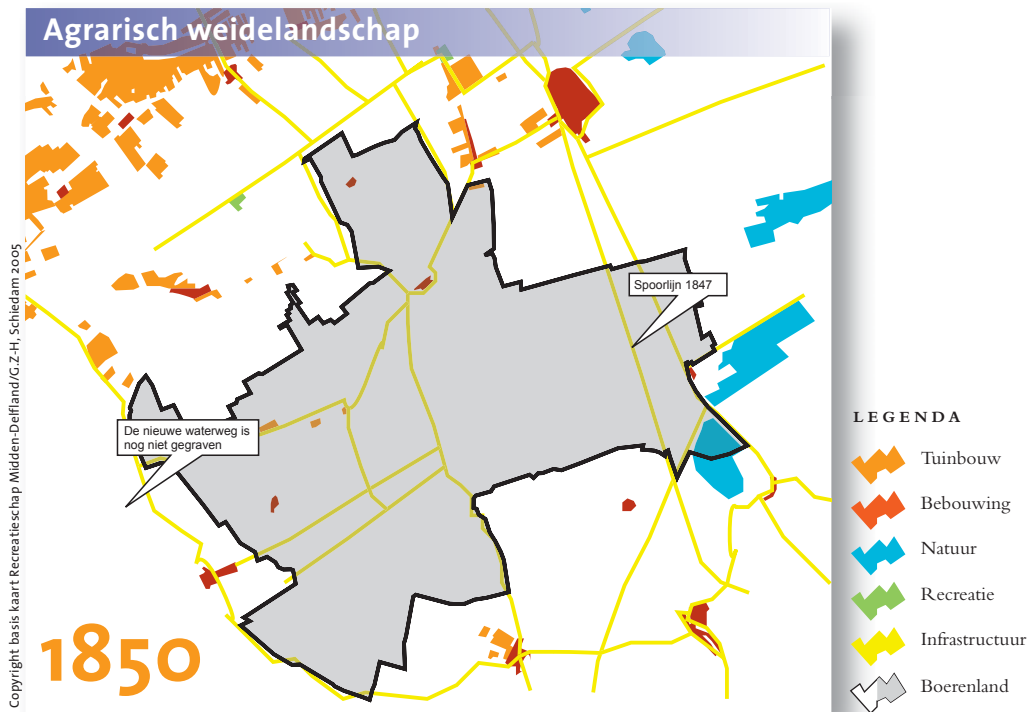 Agrarisch weidelandschap
Spoorlijn 1847
De nieuwe waterweg is
nog niet gegraven
1850
Copyright basis kaart Recreatieschap Midden-Delfland/G.Z-H, Schiedam 2005
LEGENDA
Tuinbouw
Bebouwing
Natuur
Recreatie
Infrastructuur
Boerenland